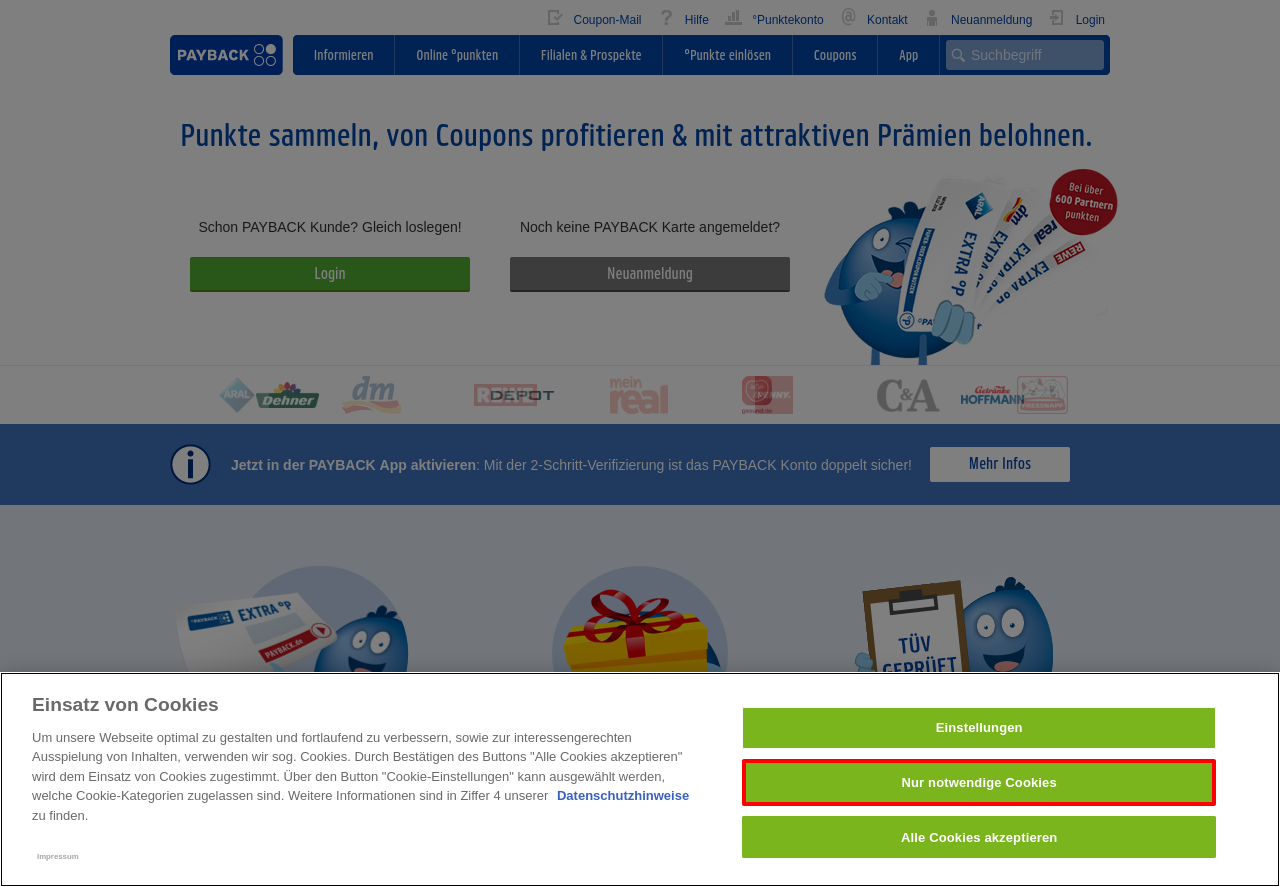 Coupon-Mail Hilfe °Punktekonto Kontakt Neuanmeldung Login
PAYBACK
Informieren Online °punkten Filialen & Prospekte °Punkte einlösen Coupons App Suchbegriff
Punkte sammeln, von Coupons profitieren & mit attraktiven Prämien belohnen.
Bei über
600 Partnern
punkten
Schon PAYBACK Kunde? Gleich loslegen!
Login
Noch keine PAYBACK Karte angemeldet?
Neuanmeldung
ARAL
EXTRA °P
dm
EXTRA
real
EXTRA
REWE
EXTRA
ARAL Dehner dm DEPOT mein real PENNY. C&A Getränke HOFFMANN
Jetzt in der PAYBACK App aktivieren: Mit der 2-Schritt-Verifizierung ist das PAYBACK Konto doppelt sicher!
Mehr Infos
PAYBACK EXTRA °P
PAYBACK.de
TÜV
GEPRÜFT
Einsatz von Cookies
Um unsere Webseite optimal zu gestalten und fortlaufend zu verbessern, sowie zur interessengerechten
Ausspielung von Inhalten, verwenden wir sog. Cookies. Durch Bestätigen des Buttons "Alle Cookies akzeptieren"
wird dem Einsatz von Cookies zugestimmt. Über den Button "Cookie-Einstellungen" kann ausgewählt werden,
welche Cookie-Kategorien zugelassen sind. Weitere Informationen sind in Ziffer 4 unserer Datenschutzhinweise
zu finden.
Impressum
Einstellungen
Nur notwendige Cookies
Alle Cookies akzeptieren